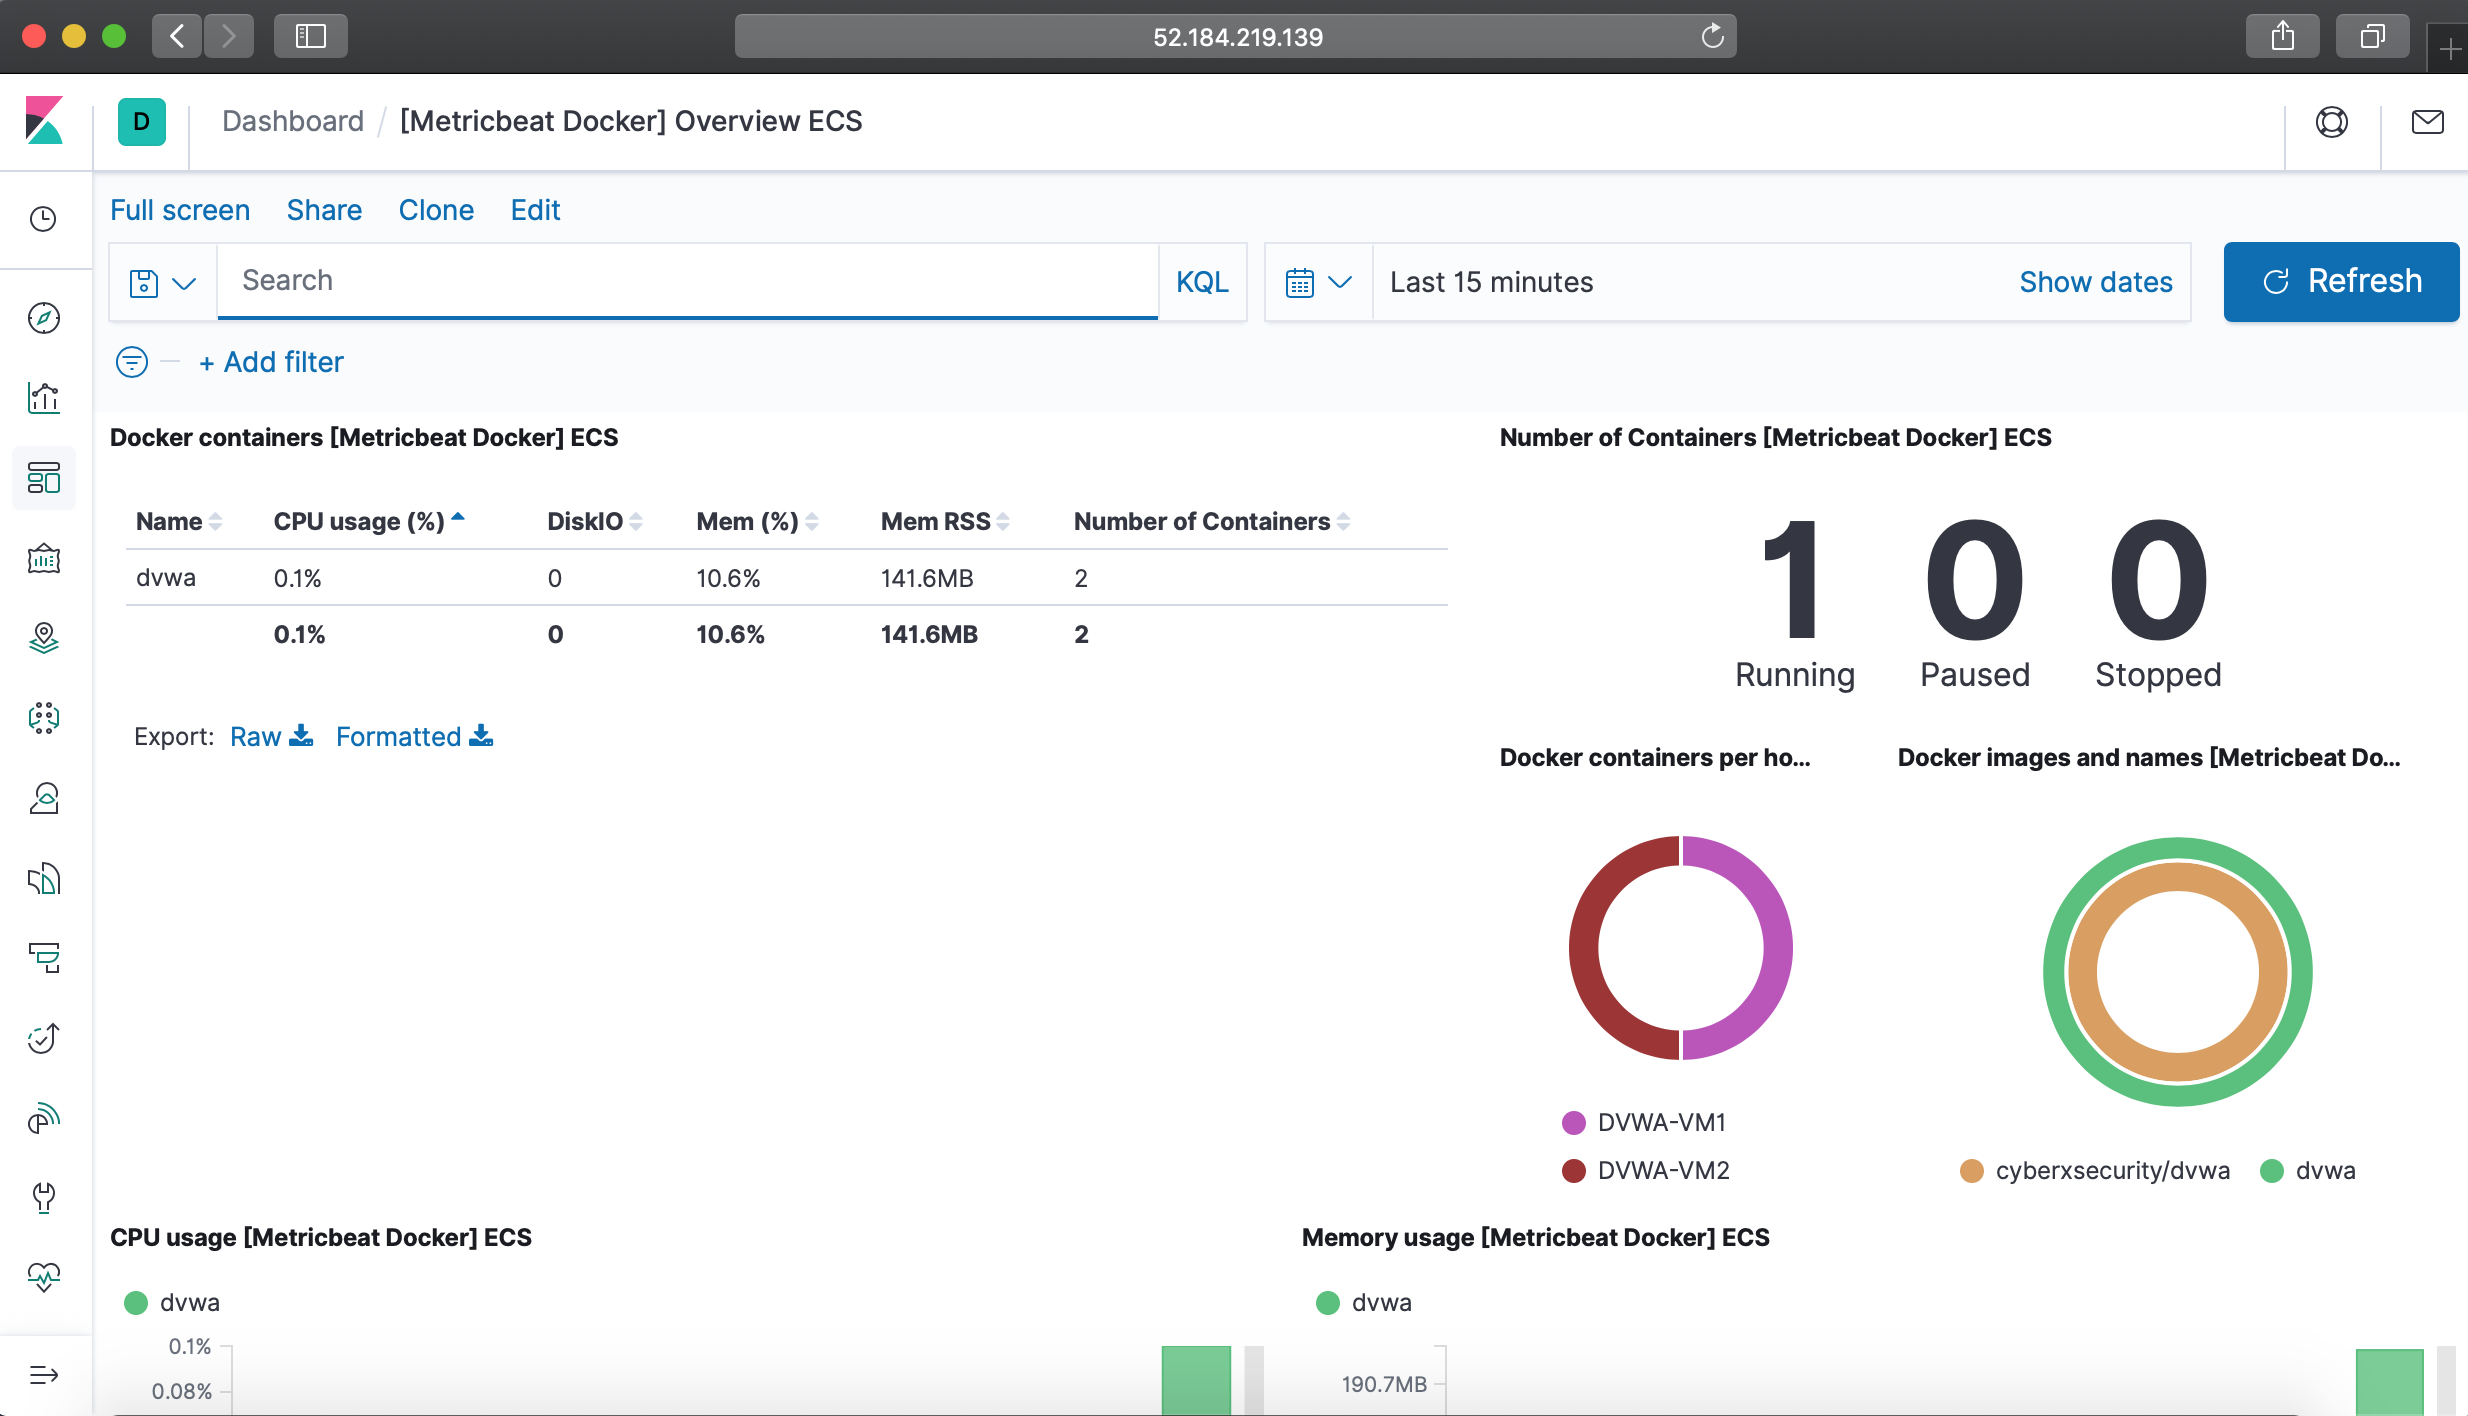 52.184.219.139
D
Dashboard / [Metricbeat Docker] Overview ECS
Full screen Share Clone Edit
Search KQL Last 15 minutes Show dates Refresh
+ Add filter
Docker containers [Metricbeat Docker] ECS
Name CPU usage (%) DiskIO Mem (%) Mem RSS Number of Containers
dvwa 0.1% 0 10.6% 141.6MB 2
0.1% 0 10.6% 141.6MB 2
Export: Raw Formatted
Number of Containers [Metricbeat Docker] ECS
1 0 0
Running Paused Stopped
Docker containers per ho...
DVWA-VM1
DVWA-VM2
Docker images and names [Metricbeat Do...
cyberxsecurity/dvwa dvwa
CPU usage [Metricbeat Docker] ECS
dvwa
0.1%
0.08%
Memory usage [Metricbeat Docker] ECS
dvwa
190.7MB